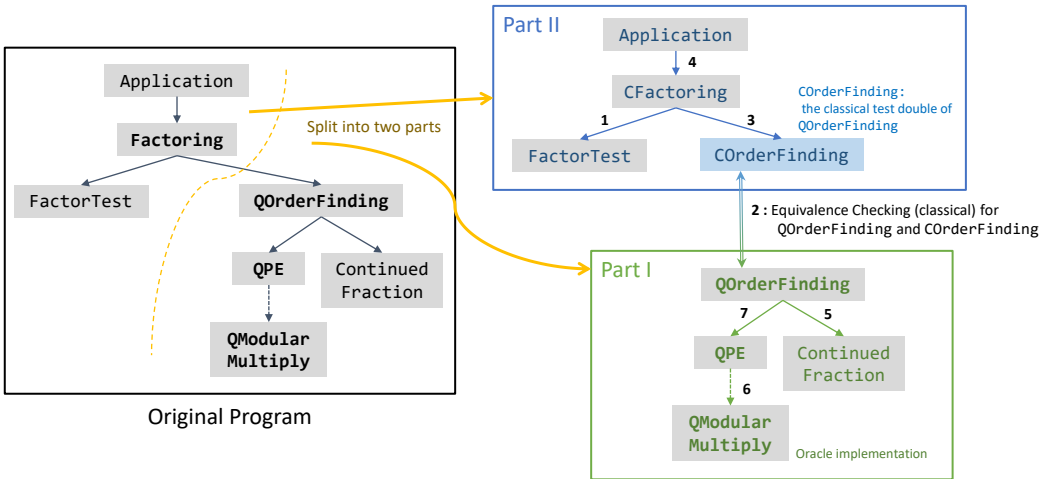 Application
Factoring
FactorTest
QOrderFinding
QPE
Continued
Fraction
QModular
Multiply
Original Program
Split into two parts
Part II
Application
4
CFactoring
1
3
FactorTest
COrderFinding
COrderFinding:
the classical test double of
QOrderFinding
2 : Equivalence Checking (classical) for
QOrderFinding and COrderFinding
Part I
QOrderFinding
7
5
QPE
Continued
Fraction
6
QModular
Multiply
Oracle implementation